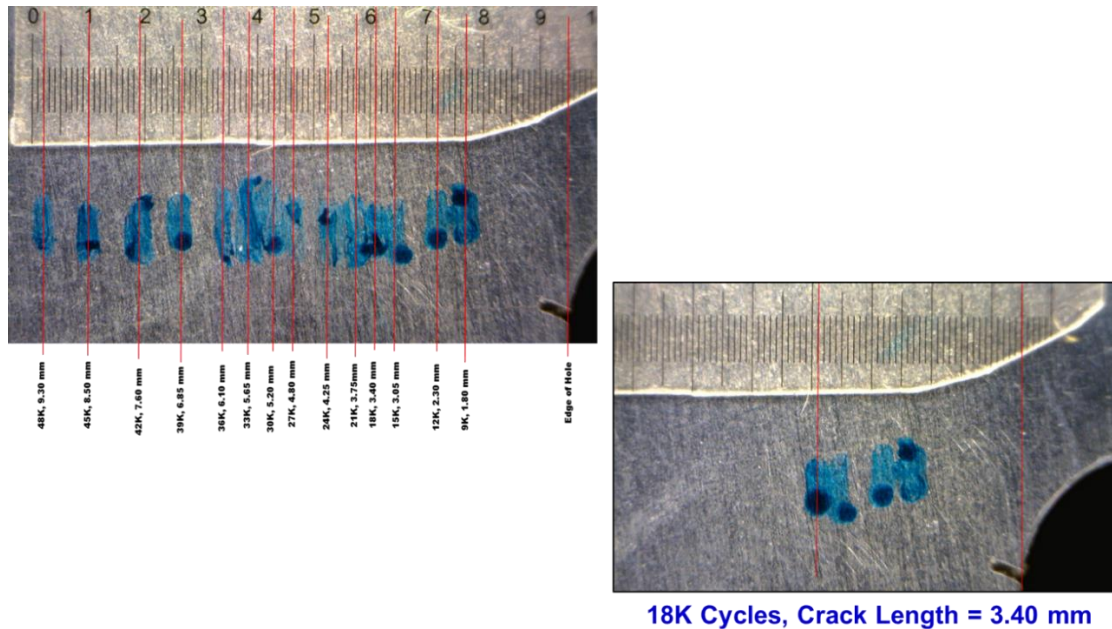 0 1 2 3 4 5 6 7 8 9 1
48K, 9.30 mm
45K, 8.50 mm
42K, 7.60 mm
39K, 6.85 mm
36K, 6.10 mm
33K, 5.65 mm
30K, 5.20 mm
27K, 4.80 mm
24K, 4.25 mm
21K, 3.75mm
18K, 3.40 mm
15K, 3.05 mm
12K, 2.30 mm
9K, 1.80 mm
Edge of Hole
18K Cycles, Crack Length = 3.40 mm